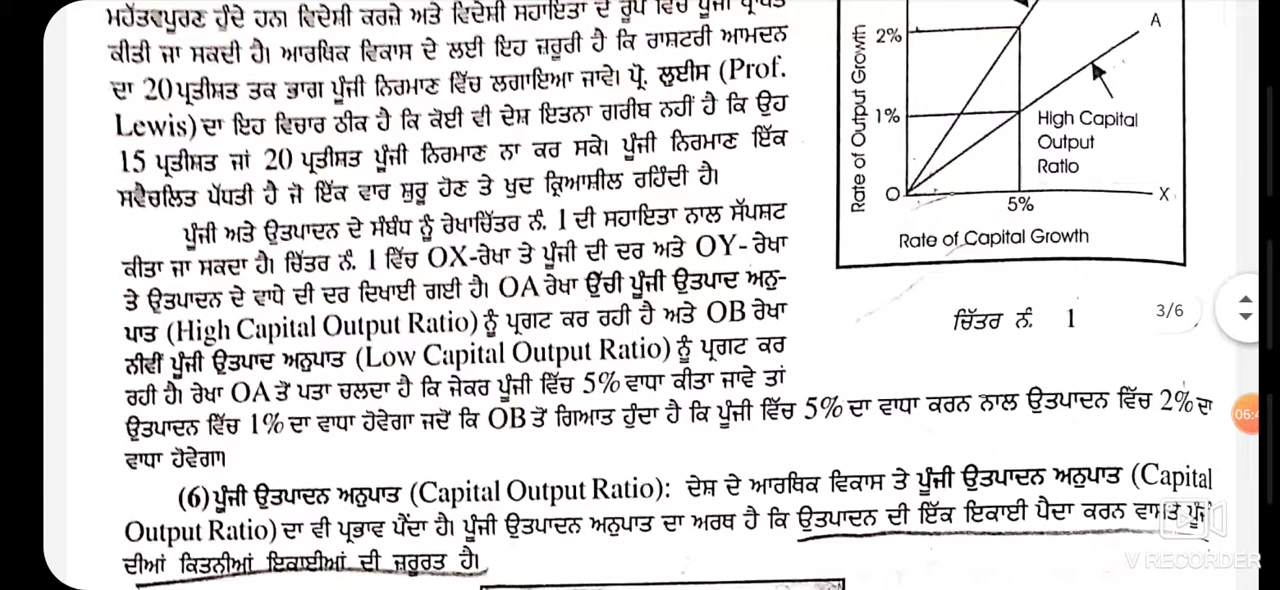 ਮਹੱਤਵਪੂਰਣ ਹੁੰਦੇ ਹਨ। ਵਿਦੇਸ਼ੀ ਕਰਜ਼ੇ ਅਤੇ ਵਿਦੇਸ਼ੀ ਸਹਾਇਤਾ ਦੇ ਰੂਪ ਵਿੱਚ ਪੂੰਜੀ ਪ੍ਰਾਪਤ
ਕੀਤੀ ਜਾ ਸਕਦੀ ਹੈ। ਆਰਥਿਕ ਵਿਕਾਸ ਦੇ ਲਈ ਇਹ ਜ਼ਰੂਰੀ ਹੈ ਕਿ ਰਾਸ਼ਟਰੀ ਆਮਦਨ
ਦਾ 20 ਪ੍ਰਤੀਸ਼ਤ ਤਕ ਭਾਗ ਪੂੰਜੀ ਨਿਰਮਾਣ ਵਿੱਚ ਲਗਾਇਆ ਜਾਵੇ। ਪ੍ਰੋ. ਲੂਈਸ (Prof.
Lewis) ਦਾ ਇਹ ਵਿਚਾਰ ਠੀਕ ਹੈ ਕਿ ਕੋਈ ਵੀ ਦੇਸ਼ ਇਤਨਾ ਗਰੀਬ ਨਹੀਂ ਹੈ ਕਿ ਉਹ
15 ਪ੍ਰਤੀਸ਼ਤ ਜਾਂ 20 ਪ੍ਰਤੀਸ਼ਤ ਪੂੰਜੀ ਨਿਰਮਾਣ ਨਾ ਕਰ ਸਕੇ। ਪੂੰਜੀ ਨਿਰਮਾਣ ਇੱਕ
ਸਵੈਚਲਿਤ ਪੱਧਤੀ ਹੈ ਜੋ ਇੱਕ ਵਾਰ ਸ਼ੁਰੂ ਹੋਣ ਤੇ ਖੁਦ ਕ੍ਰਿਆਸ਼ੀਲ ਰਹਿੰਦੀ ਹੈ।
ਪੂੰਜੀ ਅਤੇ ਉਤਪਾਦਨ ਦੇ ਸੰਬੰਧ ਨੂੰ ਰੇਖਾਚਿੱਤਰ ਨੰ. 1 ਦੀ ਸਹਾਇਤਾ ਨਾਲ ਸੱਪਸ਼ਟ
ਕੀਤਾ ਜਾ ਸਕਦਾ ਹੈ। ਚਿੱਤਰ ਨੰ. 1 ਵਿੱਚ OX-ਰੇਖਾ ਤੇ ਪੂੰਜੀ ਦੀ ਦਰ ਅਤੇ OY-ਰੇਖਾ
ਤੇ ਉਤਪਾਦਨ ਦੇ ਵਾਧੇ ਦੀ ਦਰ ਦਿਖਾਈ ਗਈ ਹੈ। OA ਰੇਖਾ ਉੱਚੀ ਪੂੰਜੀ ਉਤਪਾਦ ਅਨੁ-
ਪਾਤ (High Capital Output Ratio) ਨੂੰ ਪ੍ਰਗਟ ਕਰ ਰਹੀ ਹੈ ਅਤੇ OB ਰੇਖਾ
ਨੀਵੀਂ ਪੂੰਜੀ ਉਤਪਾਦ ਅਨੁਪਾਤ (Low Capital Output Ratio) ਨੂੰ ਪ੍ਰਗਟ ਕਰ
ਰਹੀ ਹੈ। ਰੇਖਾ OA ਤੋਂ ਪਤਾ ਚਲਦਾ ਹੈ ਕਿ ਜੇਕਰ ਪੂੰਜੀ ਵਿੱਚ 5% ਵਾਧਾ ਕੀਤਾ ਜਾਵੇ ਤਾਂ
ਉਤਪਾਦਨ ਵਿੱਚ 1% ਦਾ ਵਾਧਾ ਹੋਵੇਗਾ ਜਦੋਂ ਕਿ OB ਤੋਂ ਗਿਆਤ ਹੁੰਦਾ ਹੈ ਕਿ ਪੂੰਜੀ ਵਿੱਚ 5% ਦਾ ਵਾਧਾ ਕਰਨ ਨਾਲ ਉਤਪਾਦਨ ਵਿੱਚ 2% ਦਾ
ਵਾਧਾ ਹੋਵੇਗਾ।
(6) ਪੂੰਜੀ ਉਤਪਾਦਨ ਅਨੁਪਾਤ (Capital Output Ratio): ਦੇਸ਼ ਦੇ ਆਰਥਿਕ ਵਿਕਾਸ ਤੇ ਪੂੰਜੀ ਉਤਪਾਦਨ ਅਨੁਪਾਤ (Capital
Output Ratio) ਦਾ ਵੀ ਪ੍ਰਭਾਵ ਪੈਂਦਾ ਹੈ। ਪੂੰਜੀ ਉਤਪਾਦਨ ਅਨੁਪਾਤ ਦਾ ਅਰਥ ਹੈ ਕਿ ਉਤਪਾਦਨ ਦੀ ਇੱਕ ਇਕਾਈ ਪੈਦਾ ਕਰਨ ਵਾਸਤੇ ਪੂੰਜੀ
ਦੀਆਂ ਕਿਤਨੀਆਂ ਇਕਾਈਆਂ ਦੀ ਜ਼ਰੂਰਤ ਹੈ।
Rate of Output Growth
2%
A
1%
High Capital
Output
Ratio
O
X
5%
Rate of Capital Growth
ਚਿੱਤਰ ਨੰ. 1
3/6
06:4
V RECORDER